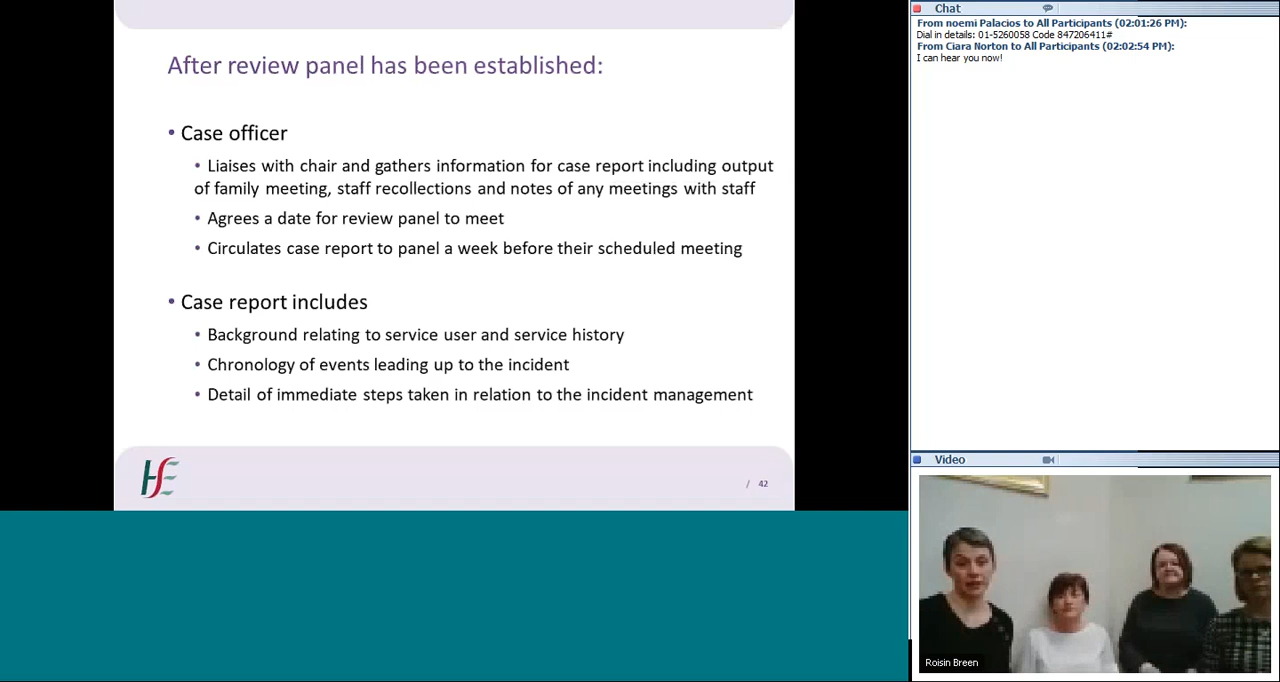 After review panel has been established:
• Case officer
• Liaises with chair and gathers information for case report including output
of family meeting, staff recollections and notes of any meetings with staff
• Agrees a date for review panel to meet
• Circulates case report to panel a week before their scheduled meeting
• Case report includes
• Background relating to service user and service history
• Chronology of events leading up to the incident
• Detail of immediate steps taken in relation to the incident management
HSE
/ 42
Chat
From noemi Palacios to All Participants (02:01:26 PM):
Dial in details: 01-5260058 Code 847206411#
From Ciara Norton to All Participants (02:02:54 PM):
I can hear you now!
Video
Roisin Breen